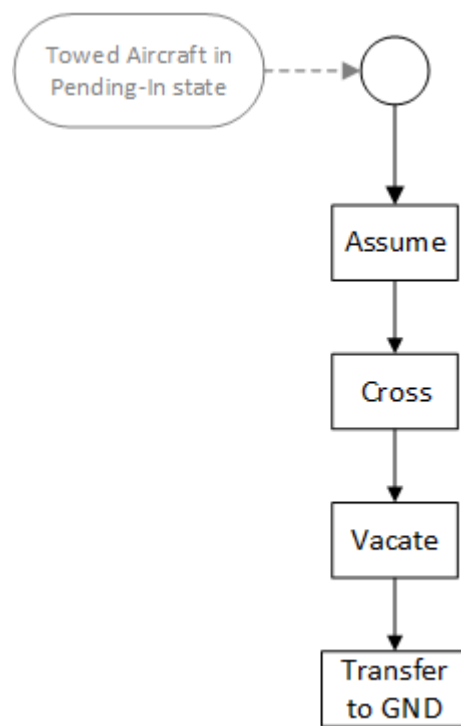 Towed Aircraft in
Pending-In state
Assume
Cross
Vacate
Transfer
to GND